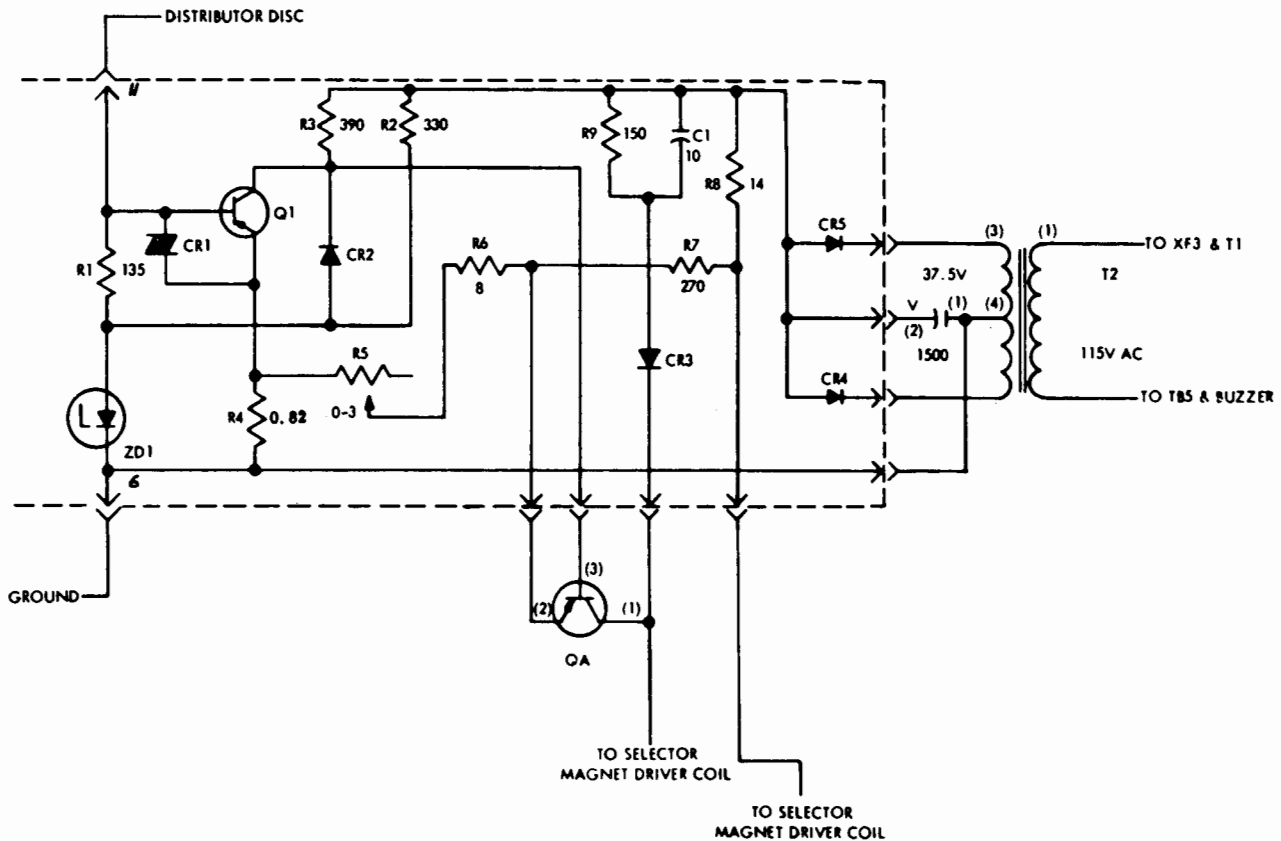 DISTRIBUTOR DISC
R3 390
R2 330
R9 150
C1
10
R8 14
Q1
CR1
CR2
R1 135
R6
8
R7
270
CR5
(3)
(1)
TO XF3 & T1
37.5V
T2
V
(1)
(4)
(2)
1500
115V AC
R5
0-3
CR3
CR4
R4 0.82
TO TB5 & BUZZER
L
ZD1
6
GROUND
(3)
(2)
(1)
QA
TO SELECTOR
MAGNET DRIVER COIL
TO SELECTOR
MAGNET DRIVER COIL